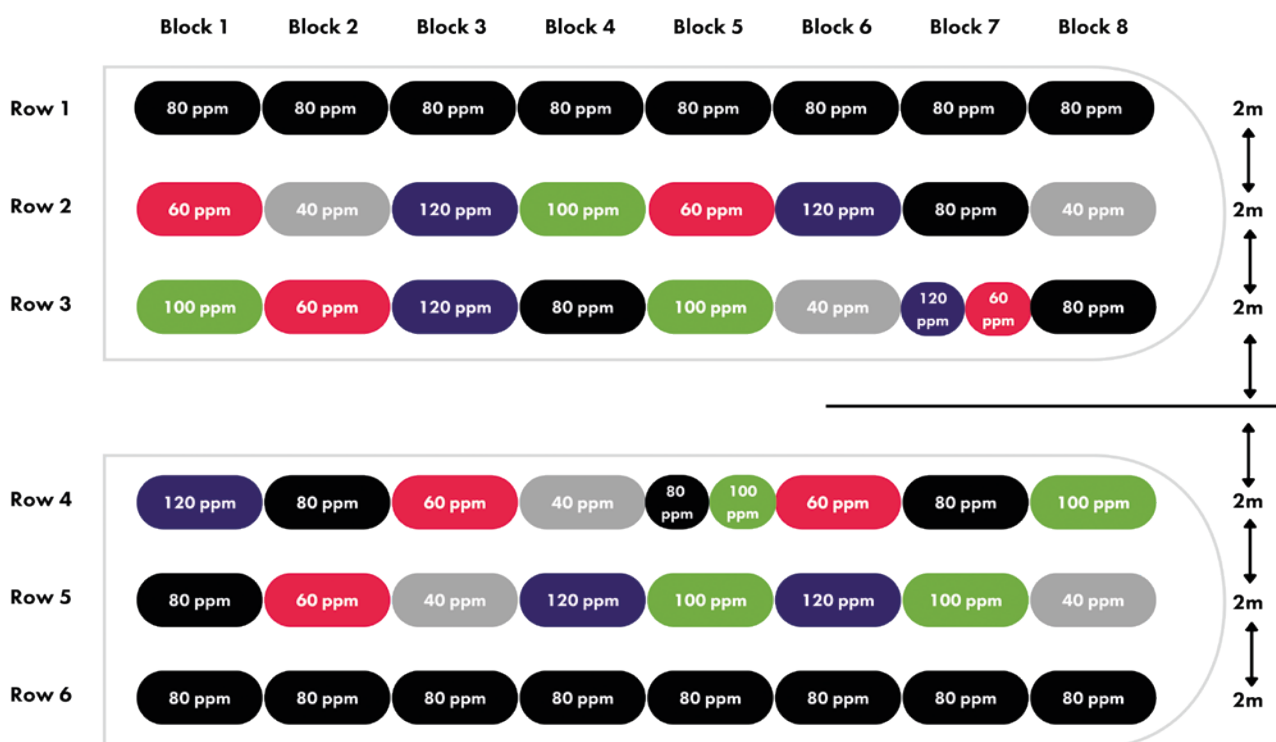 Block 1 Block 2 Block 3 Block 4 Block 5 Block 6 Block 7 Block 8
Row 1 80 ppm 80 ppm 80 ppm 80 ppm 80 ppm 80 ppm 80 ppm 80 ppm 2m
Row 2 60 ppm 40 ppm 120 ppm 100 ppm 60 ppm 120 ppm 80 ppm 40 ppm 2m
Row 3 100 ppm 60 ppm 120 ppm 80 ppm 100 ppm 40 ppm 120 ppm 60 ppm 80 ppm 2m
Row 4 120 ppm 80 ppm 60 ppm 40 ppm 80 ppm 100 ppm 60 ppm 80 ppm 100 ppm 2m
Row 5 80 ppm 60 ppm 40 ppm 120 ppm 100 ppm 120 ppm 100 ppm 40 ppm 2m
Row 6 80 ppm 80 ppm 80 ppm 80 ppm 80 ppm 80 ppm 80 ppm 80 ppm 2m